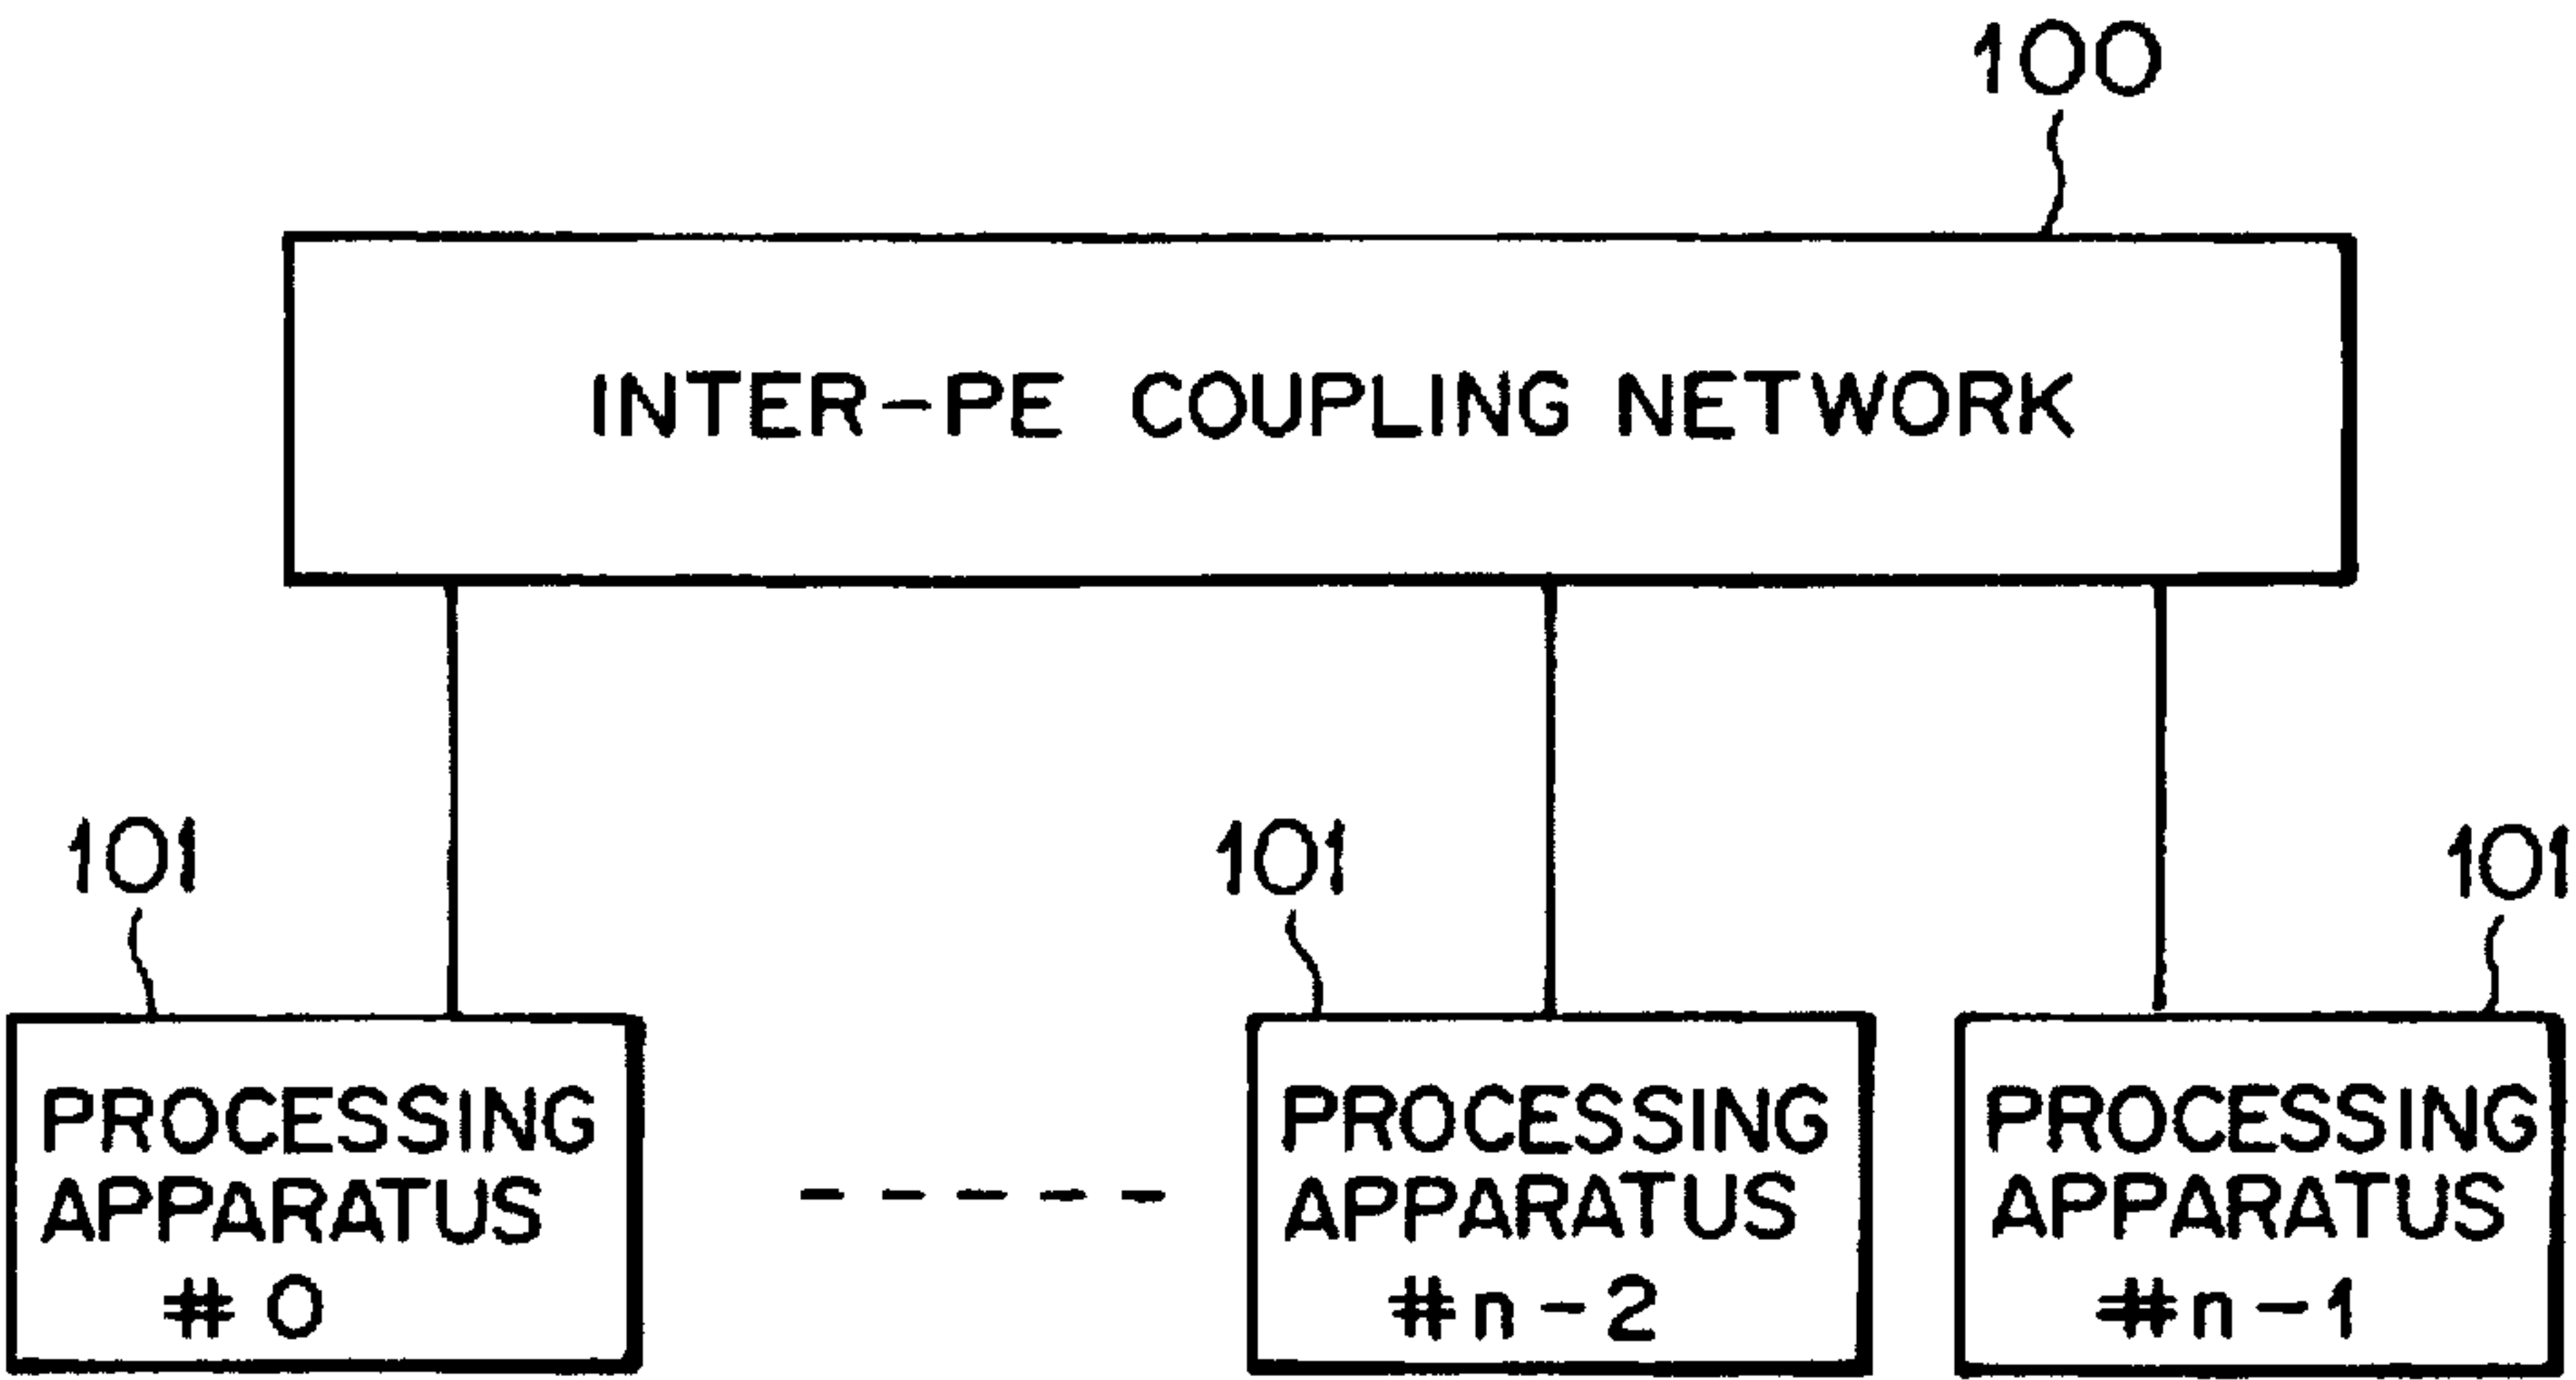 100
INTER-PE COUPLING NETWORK
101
101
101
PROCESSING
APPARATUS
# 0
PROCESSING
APPARATUS
#n-2
PROCESSING
APPARATUS
#n-1